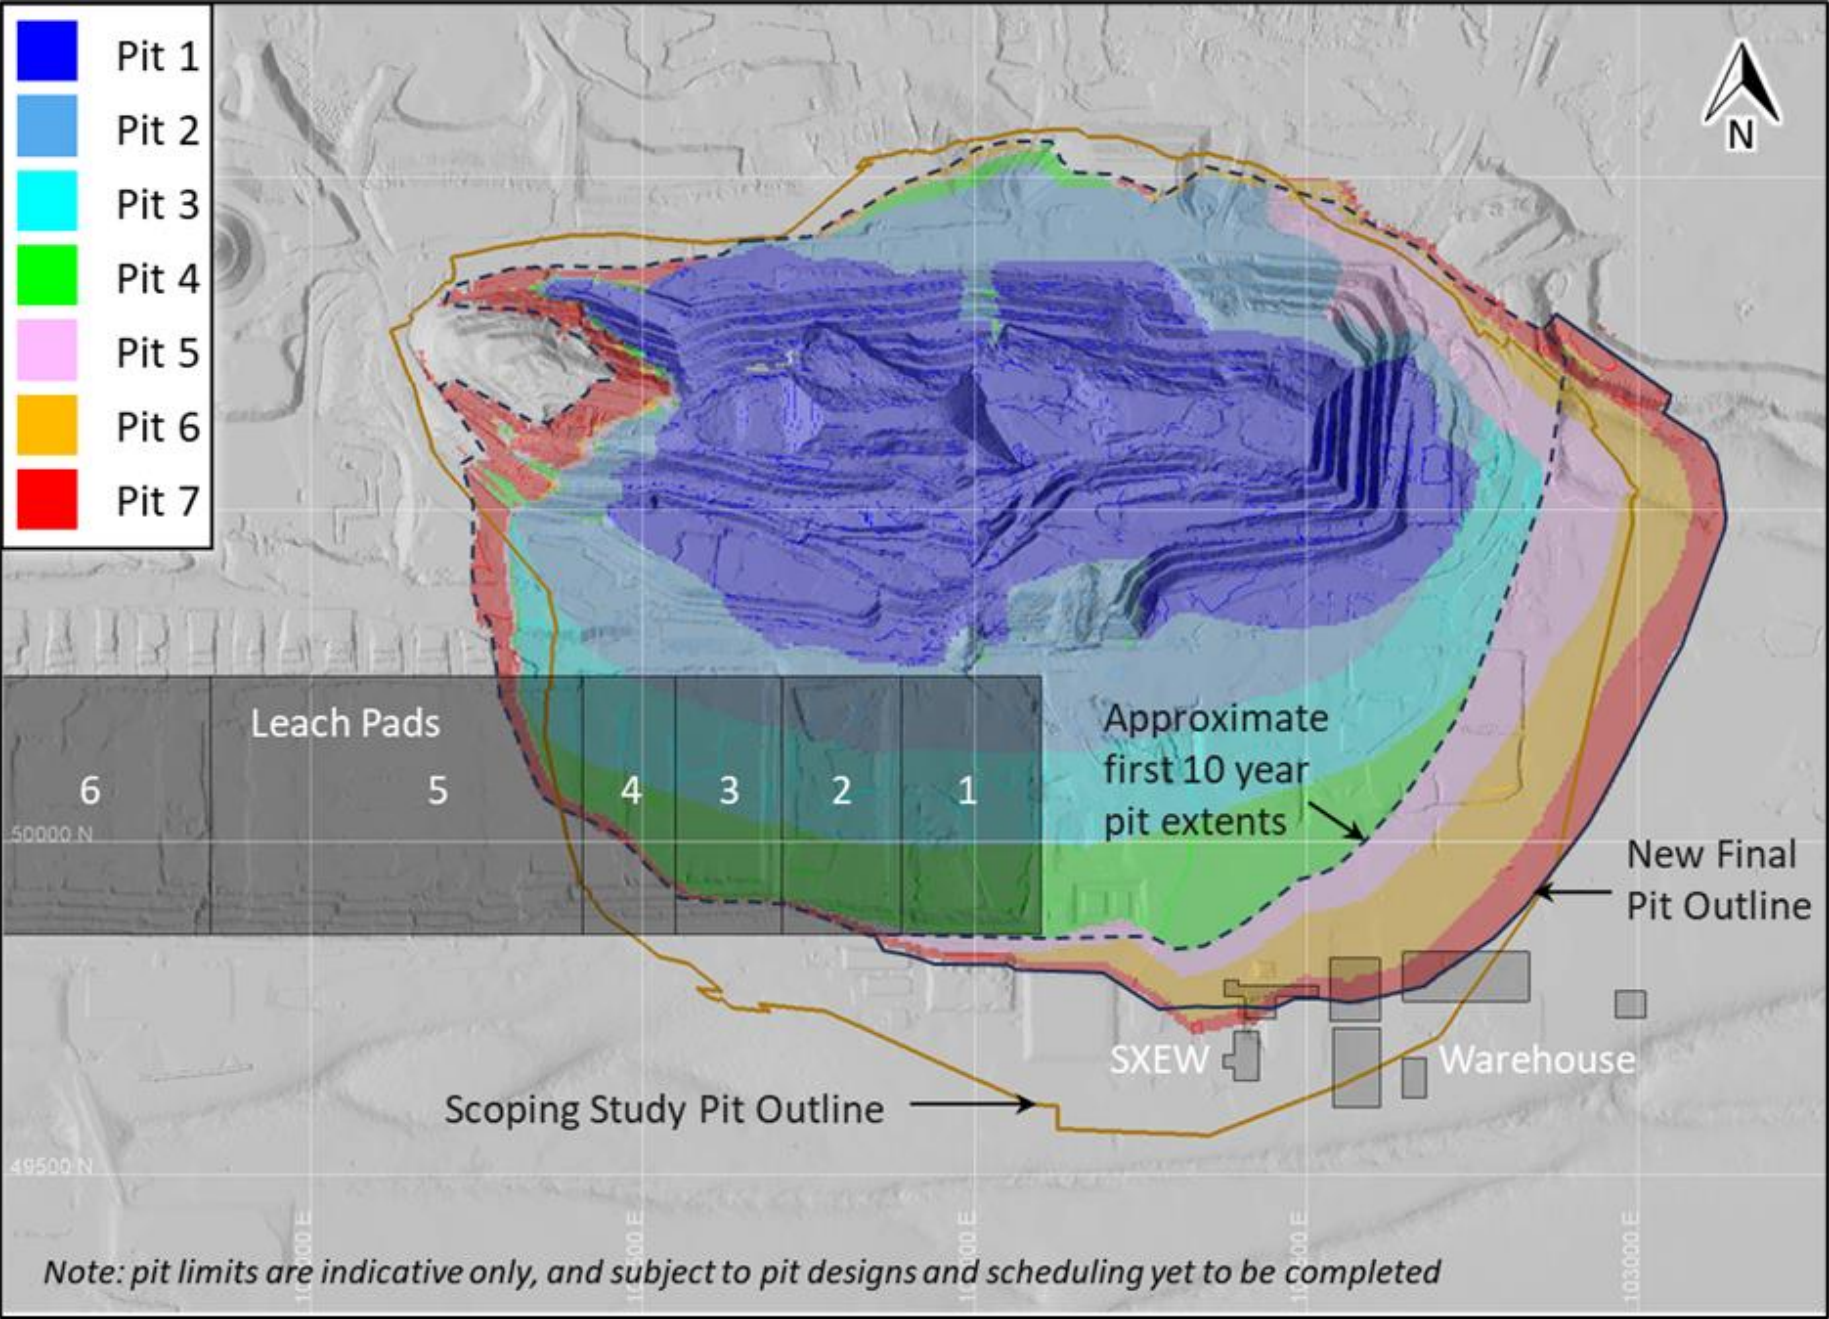 Pit 1
Pit 2
Pit 3
Pit 4
Pit 5
Pit 6
Pit 7
N
Leach Pads
6
5
4
3
2
1
Approximate
first 10 year
pit extents
New Final
Pit Outline
50000 N
SXEW
Warehouse
Scoping Study Pit Outline
49500 N
103000 E
Note: pit limits are indicative only, and subject to pit designs and scheduling yet to be completed